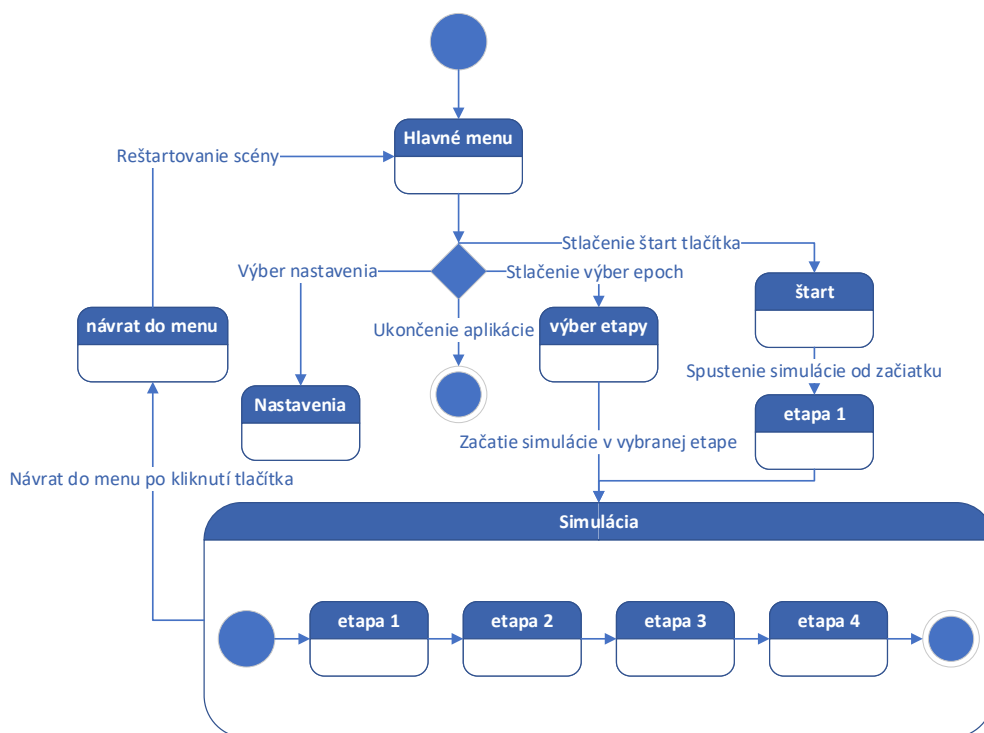 Hlavné menu
Reštartovanie scény
Stlačenie štart tlačítka
Výber nastavenia
Stlačenie výber epoch
štart
návrat do menu
Ukončenie aplikácie
výber etapy
Spustenie simulácie od začiatku
Nastavenia
etapa 1
Začatie simulácie v vybranej etape
Návrat do menu po kliknutí tlačítka
Simulácia
etapa 1
etapa 2
etapa 3
etapa 4